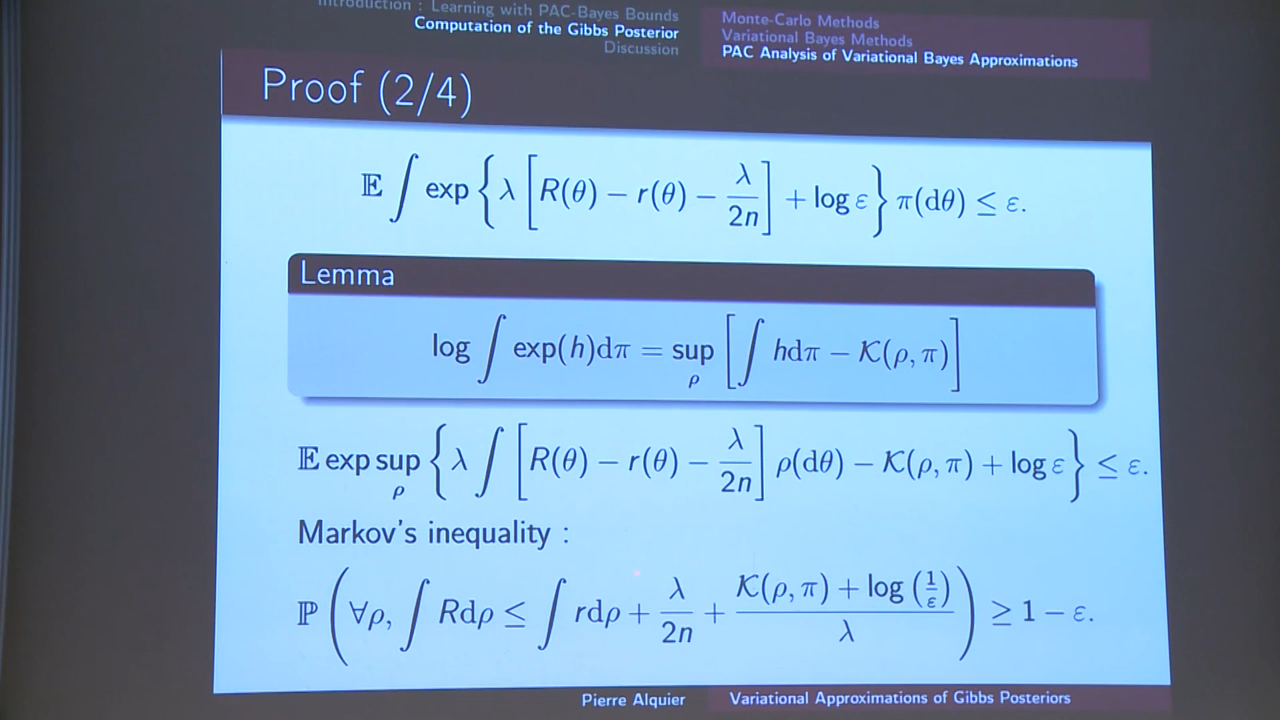 Introduction : Learning with PAC-Bayes Bounds
Computation of the Gibbs Posterior
Discussion
Monte-Carlo Methods
Variational Bayes Methods
PAC Analysis of Variational Bayes Approximations
Proof (2/4)
𝔼 ∫ exp { λ [ R(θ) − r(θ) − λ/2n ] + log ε } π(dθ) ≤ ε.
Lemma
log ∫ exp(h)dπ = sup_ρ [ ∫ hdπ − 𝒦(ρ, π) ]
𝔼 exp sup_ρ { λ ∫ [ R(θ) − r(θ) − λ/2n ] ρ(dθ) − 𝒦(ρ, π) + log ε } ≤ ε.
Markov's inequality :
ℙ ( ∀ρ, ∫ Rdρ ≤ ∫ rdρ + λ/2n + (𝒦(ρ, π) + log (1/ε))/λ ) ≥ 1 − ε.
Pierre Alquier
Variational Approximations of Gibbs Posteriors